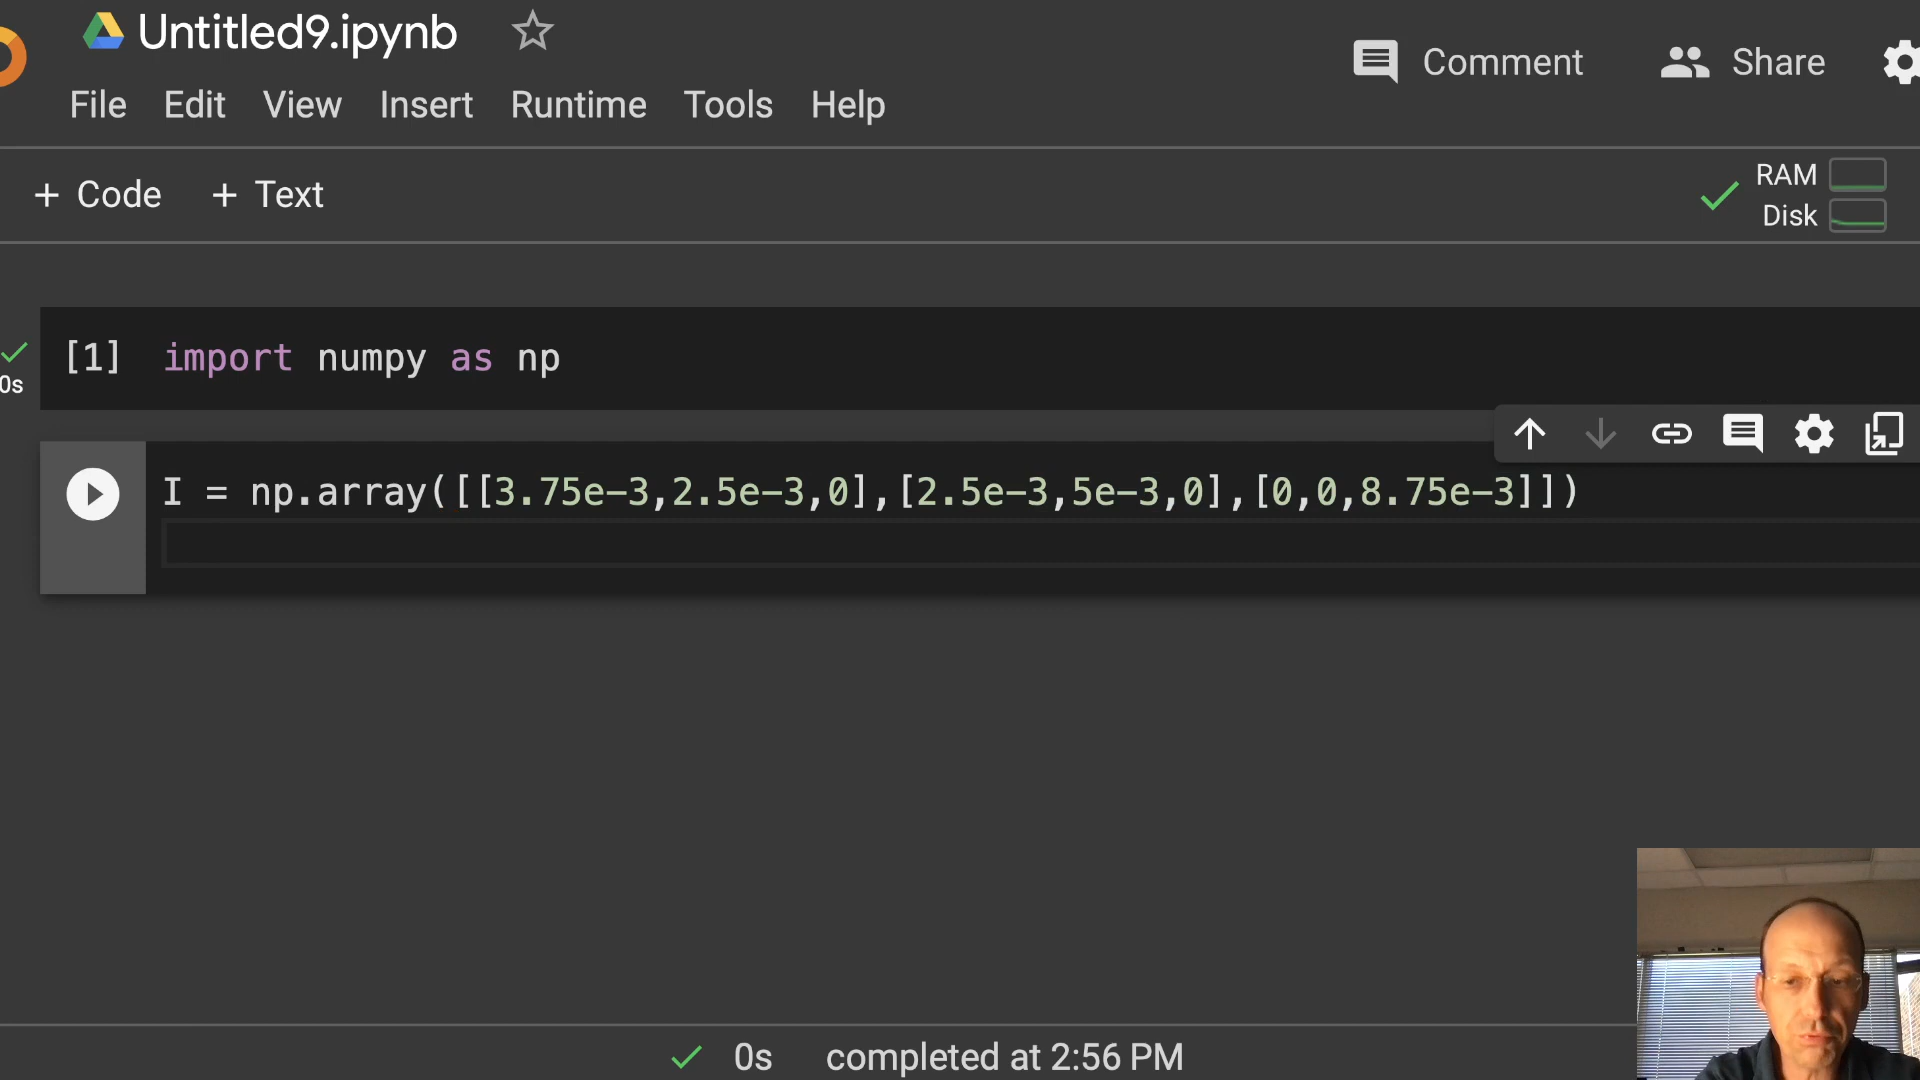 Untitled9.ipynb
Comment
Share
File Edit View Insert Runtime Tools Help
+ Code + Text
RAM
Disk
[1] import numpy as np
0s
I = np.array([[3.75e-3,2.5e-3,0],[2.5e-3,5e-3,0],[0,0,8.75e-3]])
0s completed at 2:56 PM